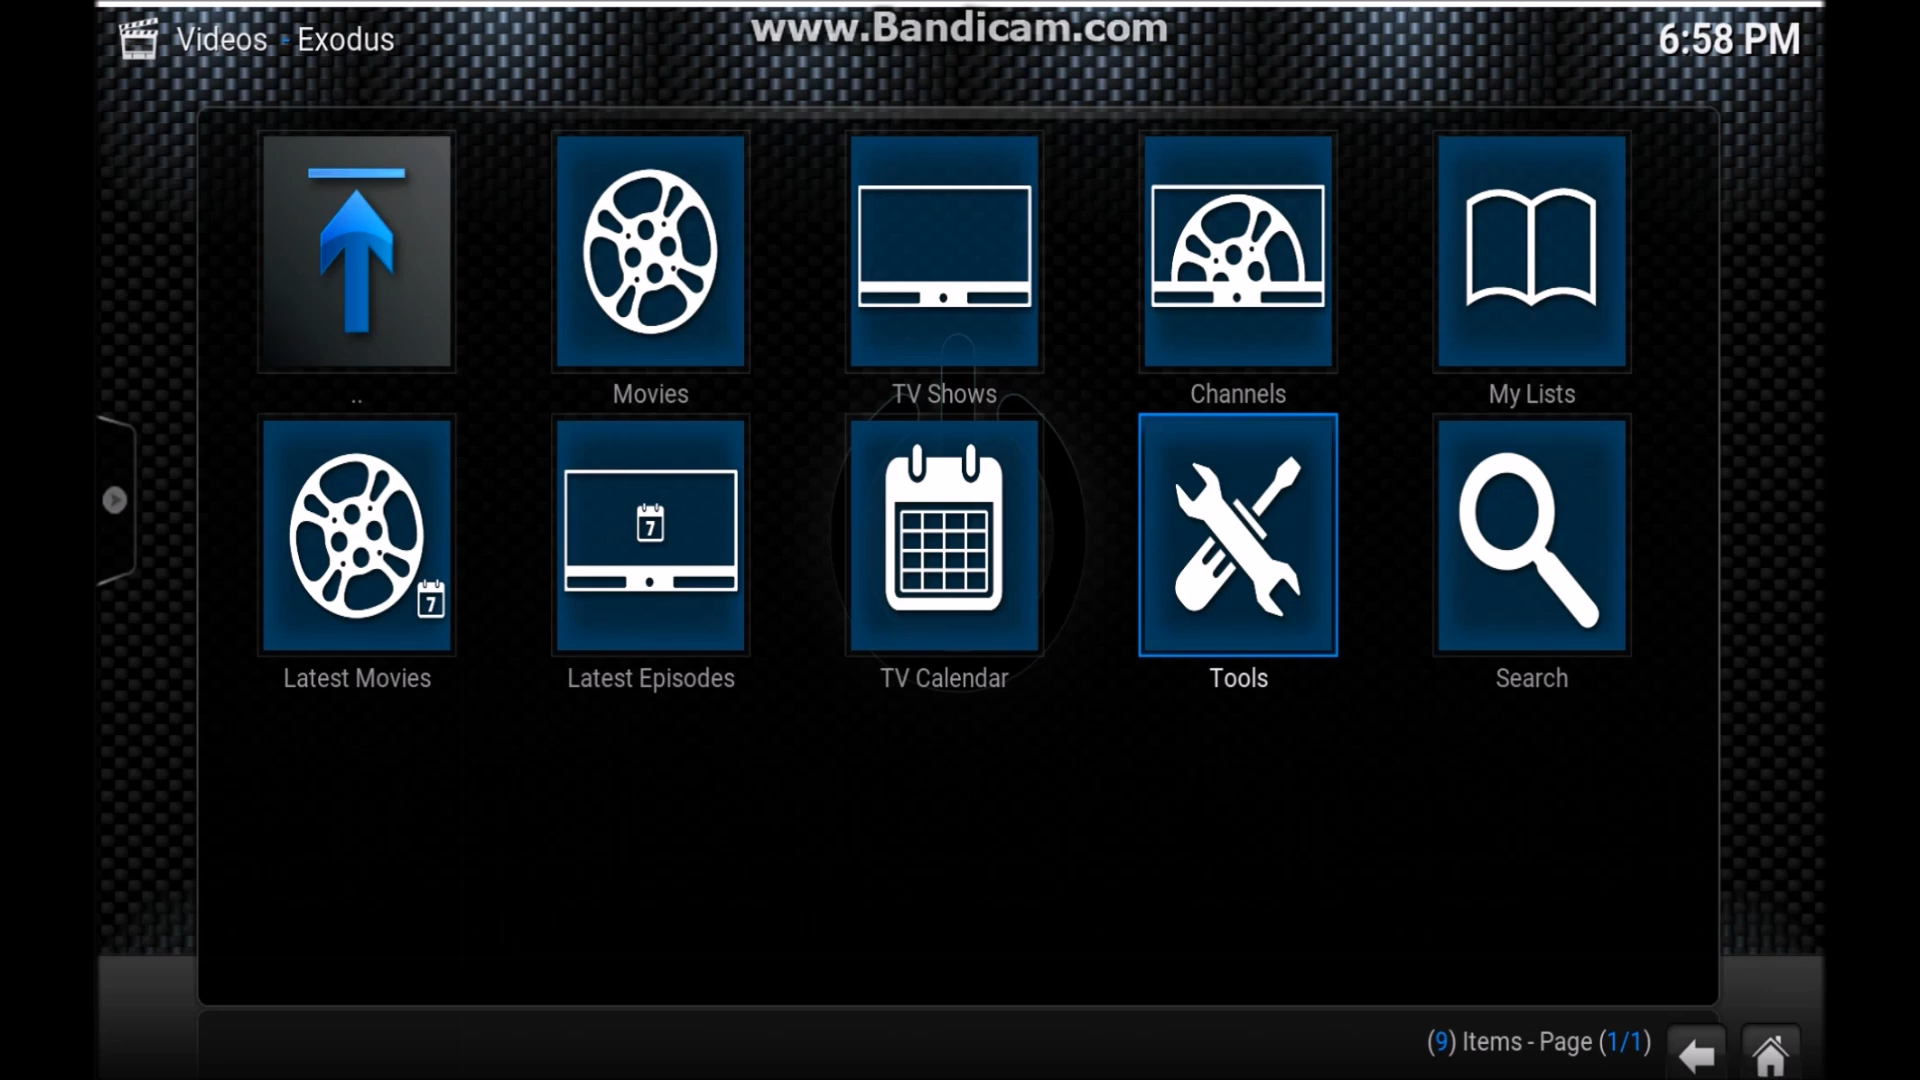 Videos - Exodus
www.Bandicam.com
6:58 PM
..
Movies
TV Shows
Channels
My Lists
7
7
Latest Movies
Latest Episodes
TV Calendar
Tools
Search
(9) Items - Page (1/1)